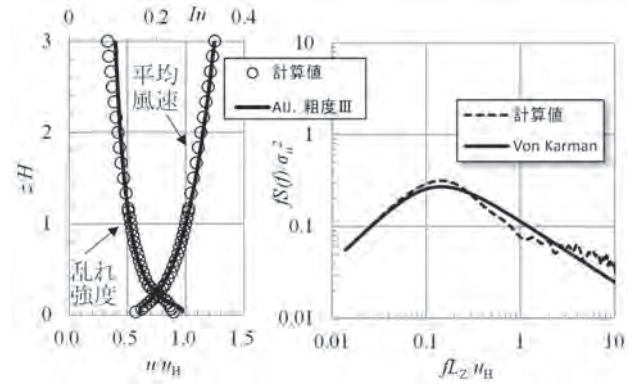 0 0.2 Iu 0.4
3
2
1
0
z/H
平均
風速
乱れ
強度
0.0 0.5 1.0 1.5
u/uH
計算値
AIJ. 粗度Ⅲ
10
1
0.1
0.01
fS(f)/σu2
計算値
Von Karman
0.01 0.1 1 10
fLZ/uH